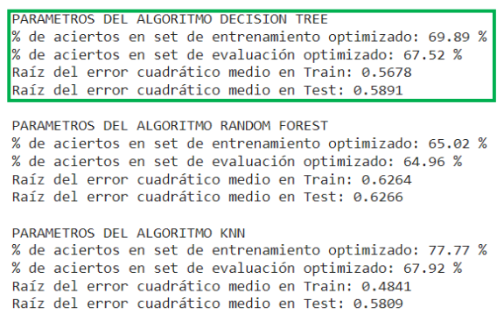 PARAMETROS DEL ALGORITMO DECISION TREE
% de aciertos en set de entrenamiento optimizado: 69.89 %
% de aciertos en set de evaluación optimizado: 67.52 %
Raíz del error cuadrático medio en Train: 0.5678
Raíz del error cuadrático medio en Test: 0.5891
PARAMETROS DEL ALGORITMO RANDOM FOREST
% de aciertos en set de entrenamiento optimizado: 65.02 %
% de aciertos en set de evaluación optimizado: 64.96 %
Raíz del error cuadrático medio en Train: 0.6264
Raíz del error cuadrático medio en Test: 0.6266
PARAMETROS DEL ALGORITMO KNN
% de aciertos en set de entrenamiento optimizado: 77.77 %
% de aciertos en set de evaluación optimizado: 67.92 %
Raíz del error cuadrático medio en Train: 0.4841
Raíz del error cuadrático medio en Test: 0.5809